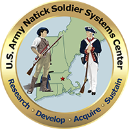 U.S. Army Natick Soldier Systems Center
Research Develop Acquire Sustain